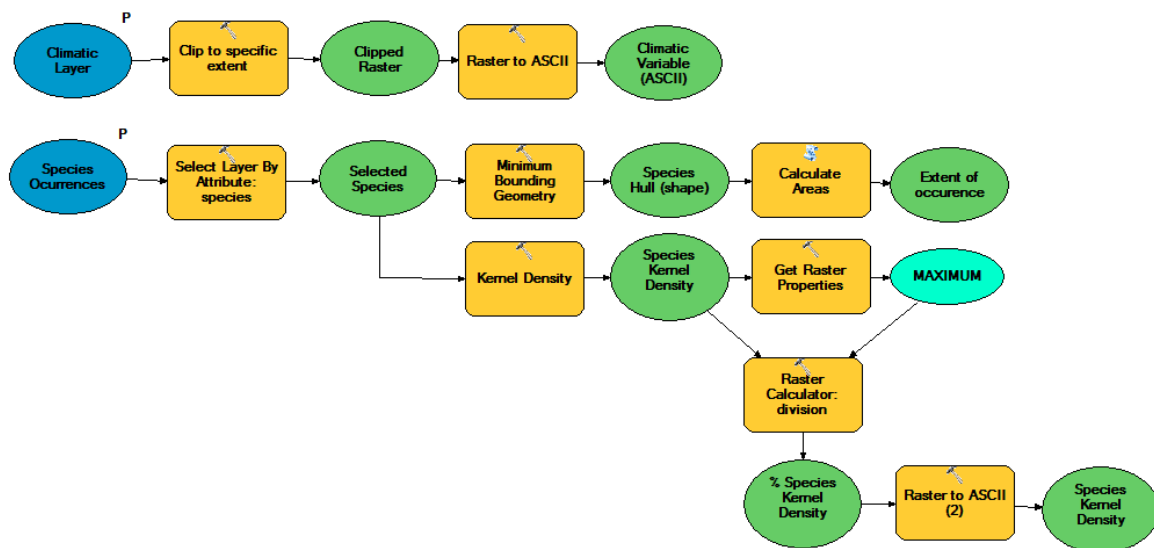 P
Climatic
Layer
Clip to specific
extent
Clipped
Raster
Raster to ASCII
Climatic
Variable
(ASCII)
P
Species
Ocurrences
Select Layer By
Attribute:
species
Selected
Species
Minimum
Bounding
Geometry
Species
Hull (shape)
Calculate
Areas
Extent of
occurence
Kernel Density
Species
Kernel
Density
Get Raster
Properties
MAXIMUM
Raster
Calculator:
division
% Species
Kernel
Density
Raster to ASCII
(2)
Species
Kernel
Density